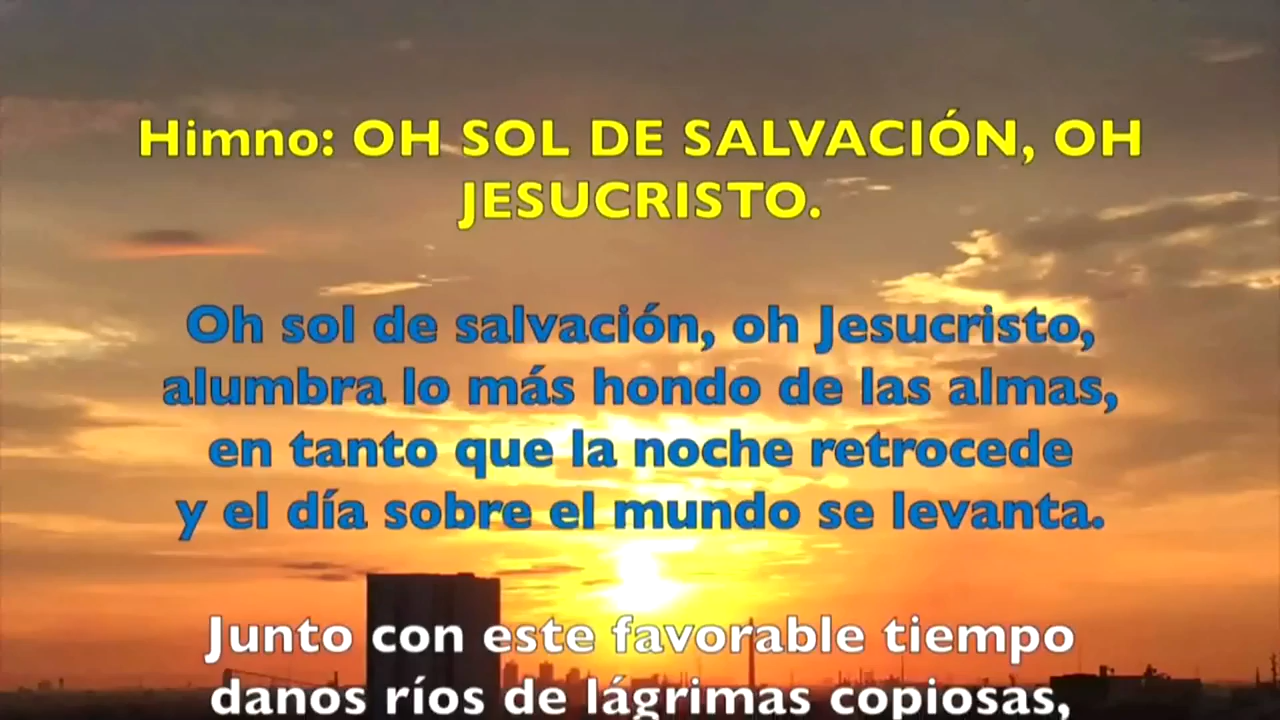 Himno: OH SOL DE SALVACIÓN, OH
JESUCRISTO.
Oh sol de salvación, oh Jesucristo,
alumbra lo más hondo de las almas,
en tanto que la noche retrocede
y el día sobre el mundo se levanta.
Junto con este favorable tiempo
danos ríos de lágrimas copiosas,